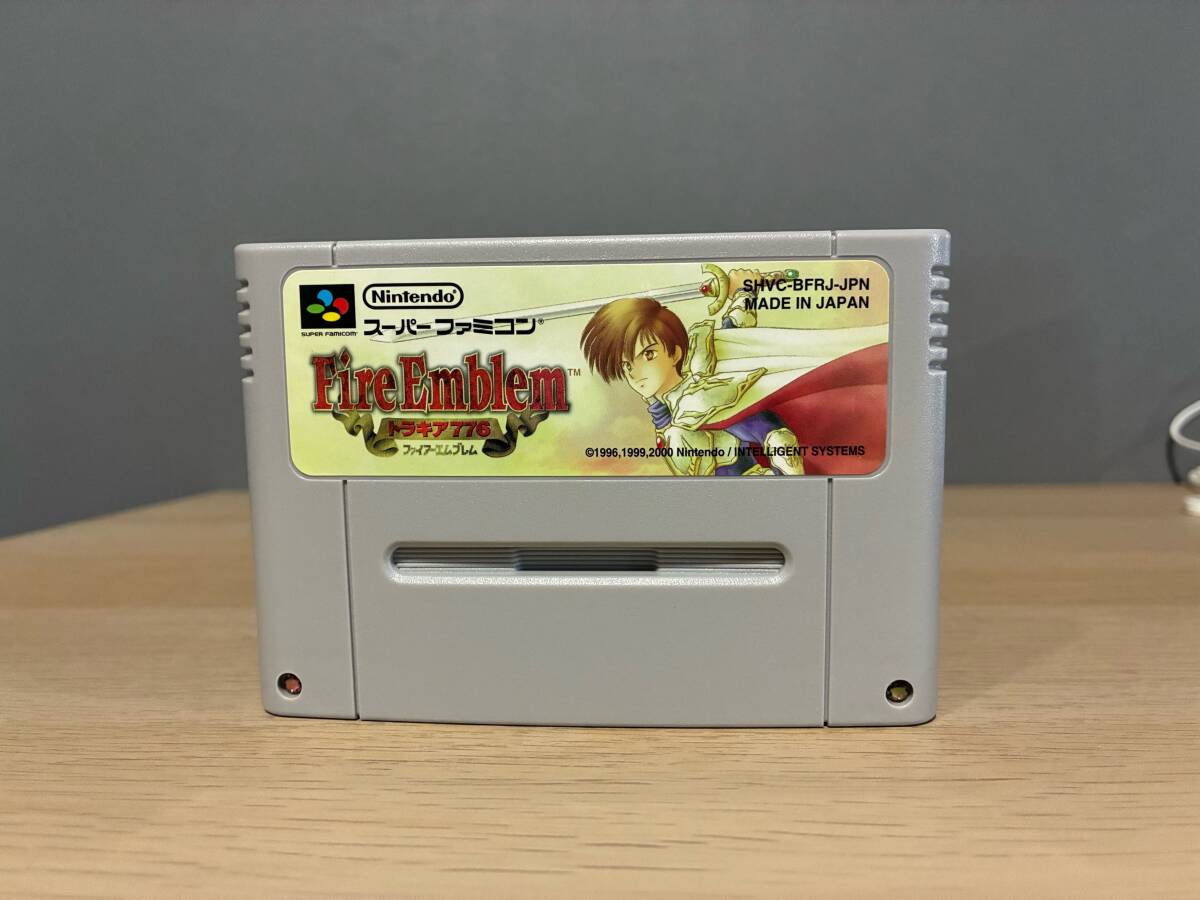 SUPER FAMICOM
Nintendo®
スーパーファミコン®
SHVC-BFRJ-JPN
MADE IN JAPAN
Fire Emblem™
トラキア776
ファイアーエムブレム
©1996,1999,2000 Nintendo / INTELLIGENT SYSTEMS